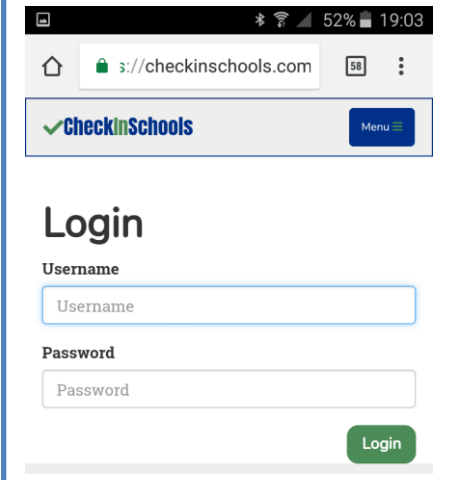 52% 19:03
s://checkinschools.com 58
CheckInSchools Menu
Login
Username
Username
Password
Password
Login